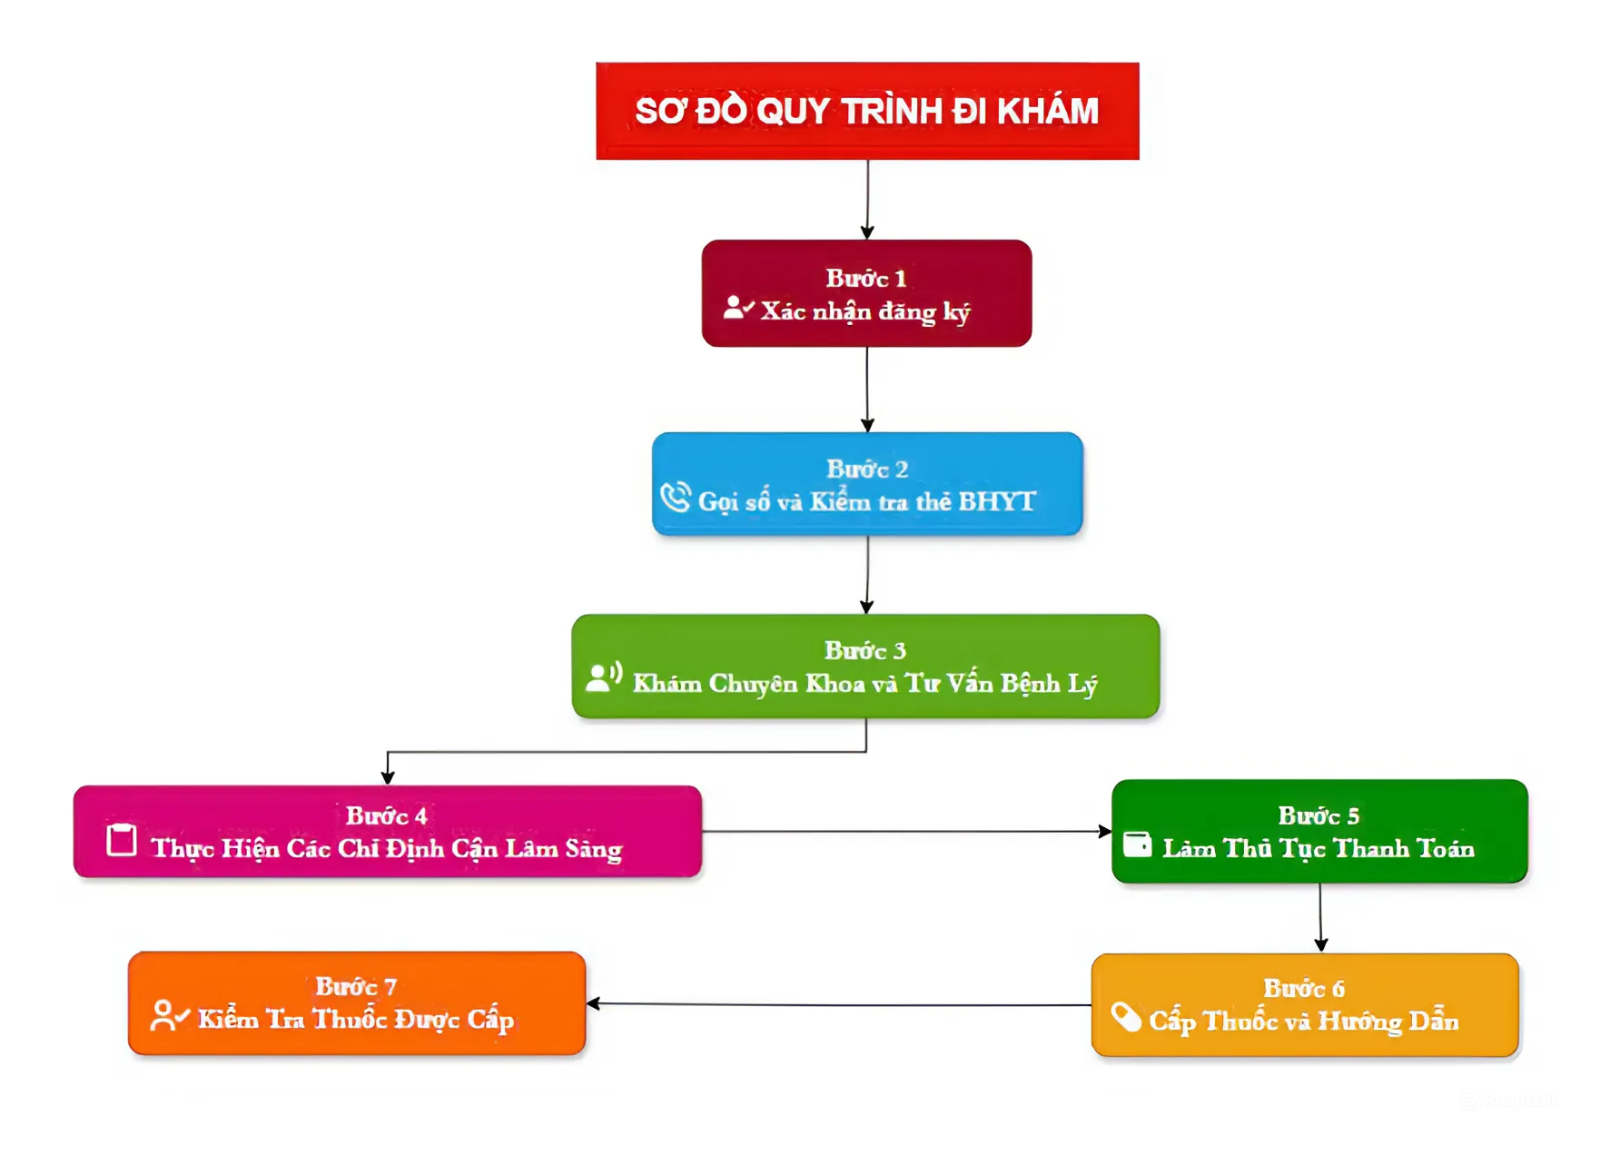 SƠ ĐỒ QUY TRÌNH ĐI KHÁM
Bước 1
Xác nhận đăng ký
Bước 2
Gọi số và Kiểm tra thẻ BHYT
Bước 3
Khám Chuyên Khoa và Tư Vấn Bệnh Lý
Bước 4
Thực Hiện Các Chỉ Định Cận Lâm Sàng
Bước 5
Làm Thủ Tục Thanh Toán
Bước 6
Cấp Thuốc và Hướng Dẫn
Bước 7
Kiểm Tra Thuốc Được Cấp